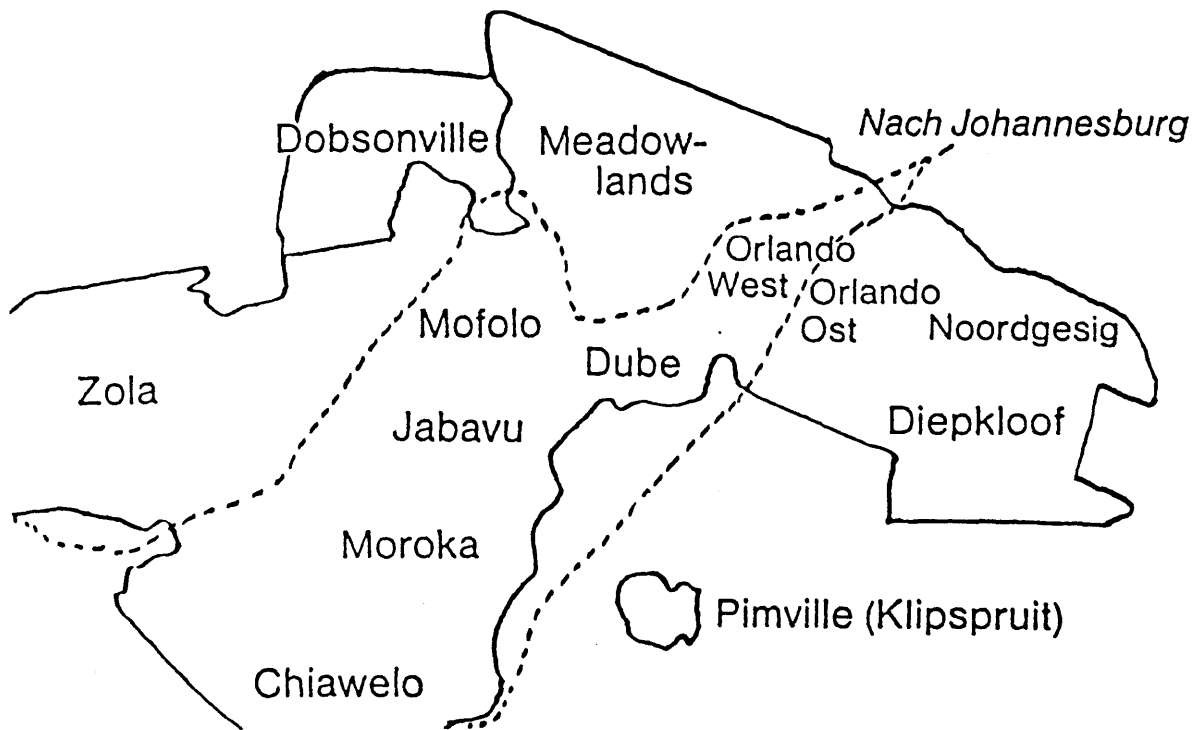 Nach Johannesburg
Dobsonville
Meadow-
lands
Orlando
West
Orlando
Ost
Noordgesig
Mofolo
Dube
Zola
Jabavu
Diepkloof
Moroka
Pimville (Klipspruit)
Chiawelo